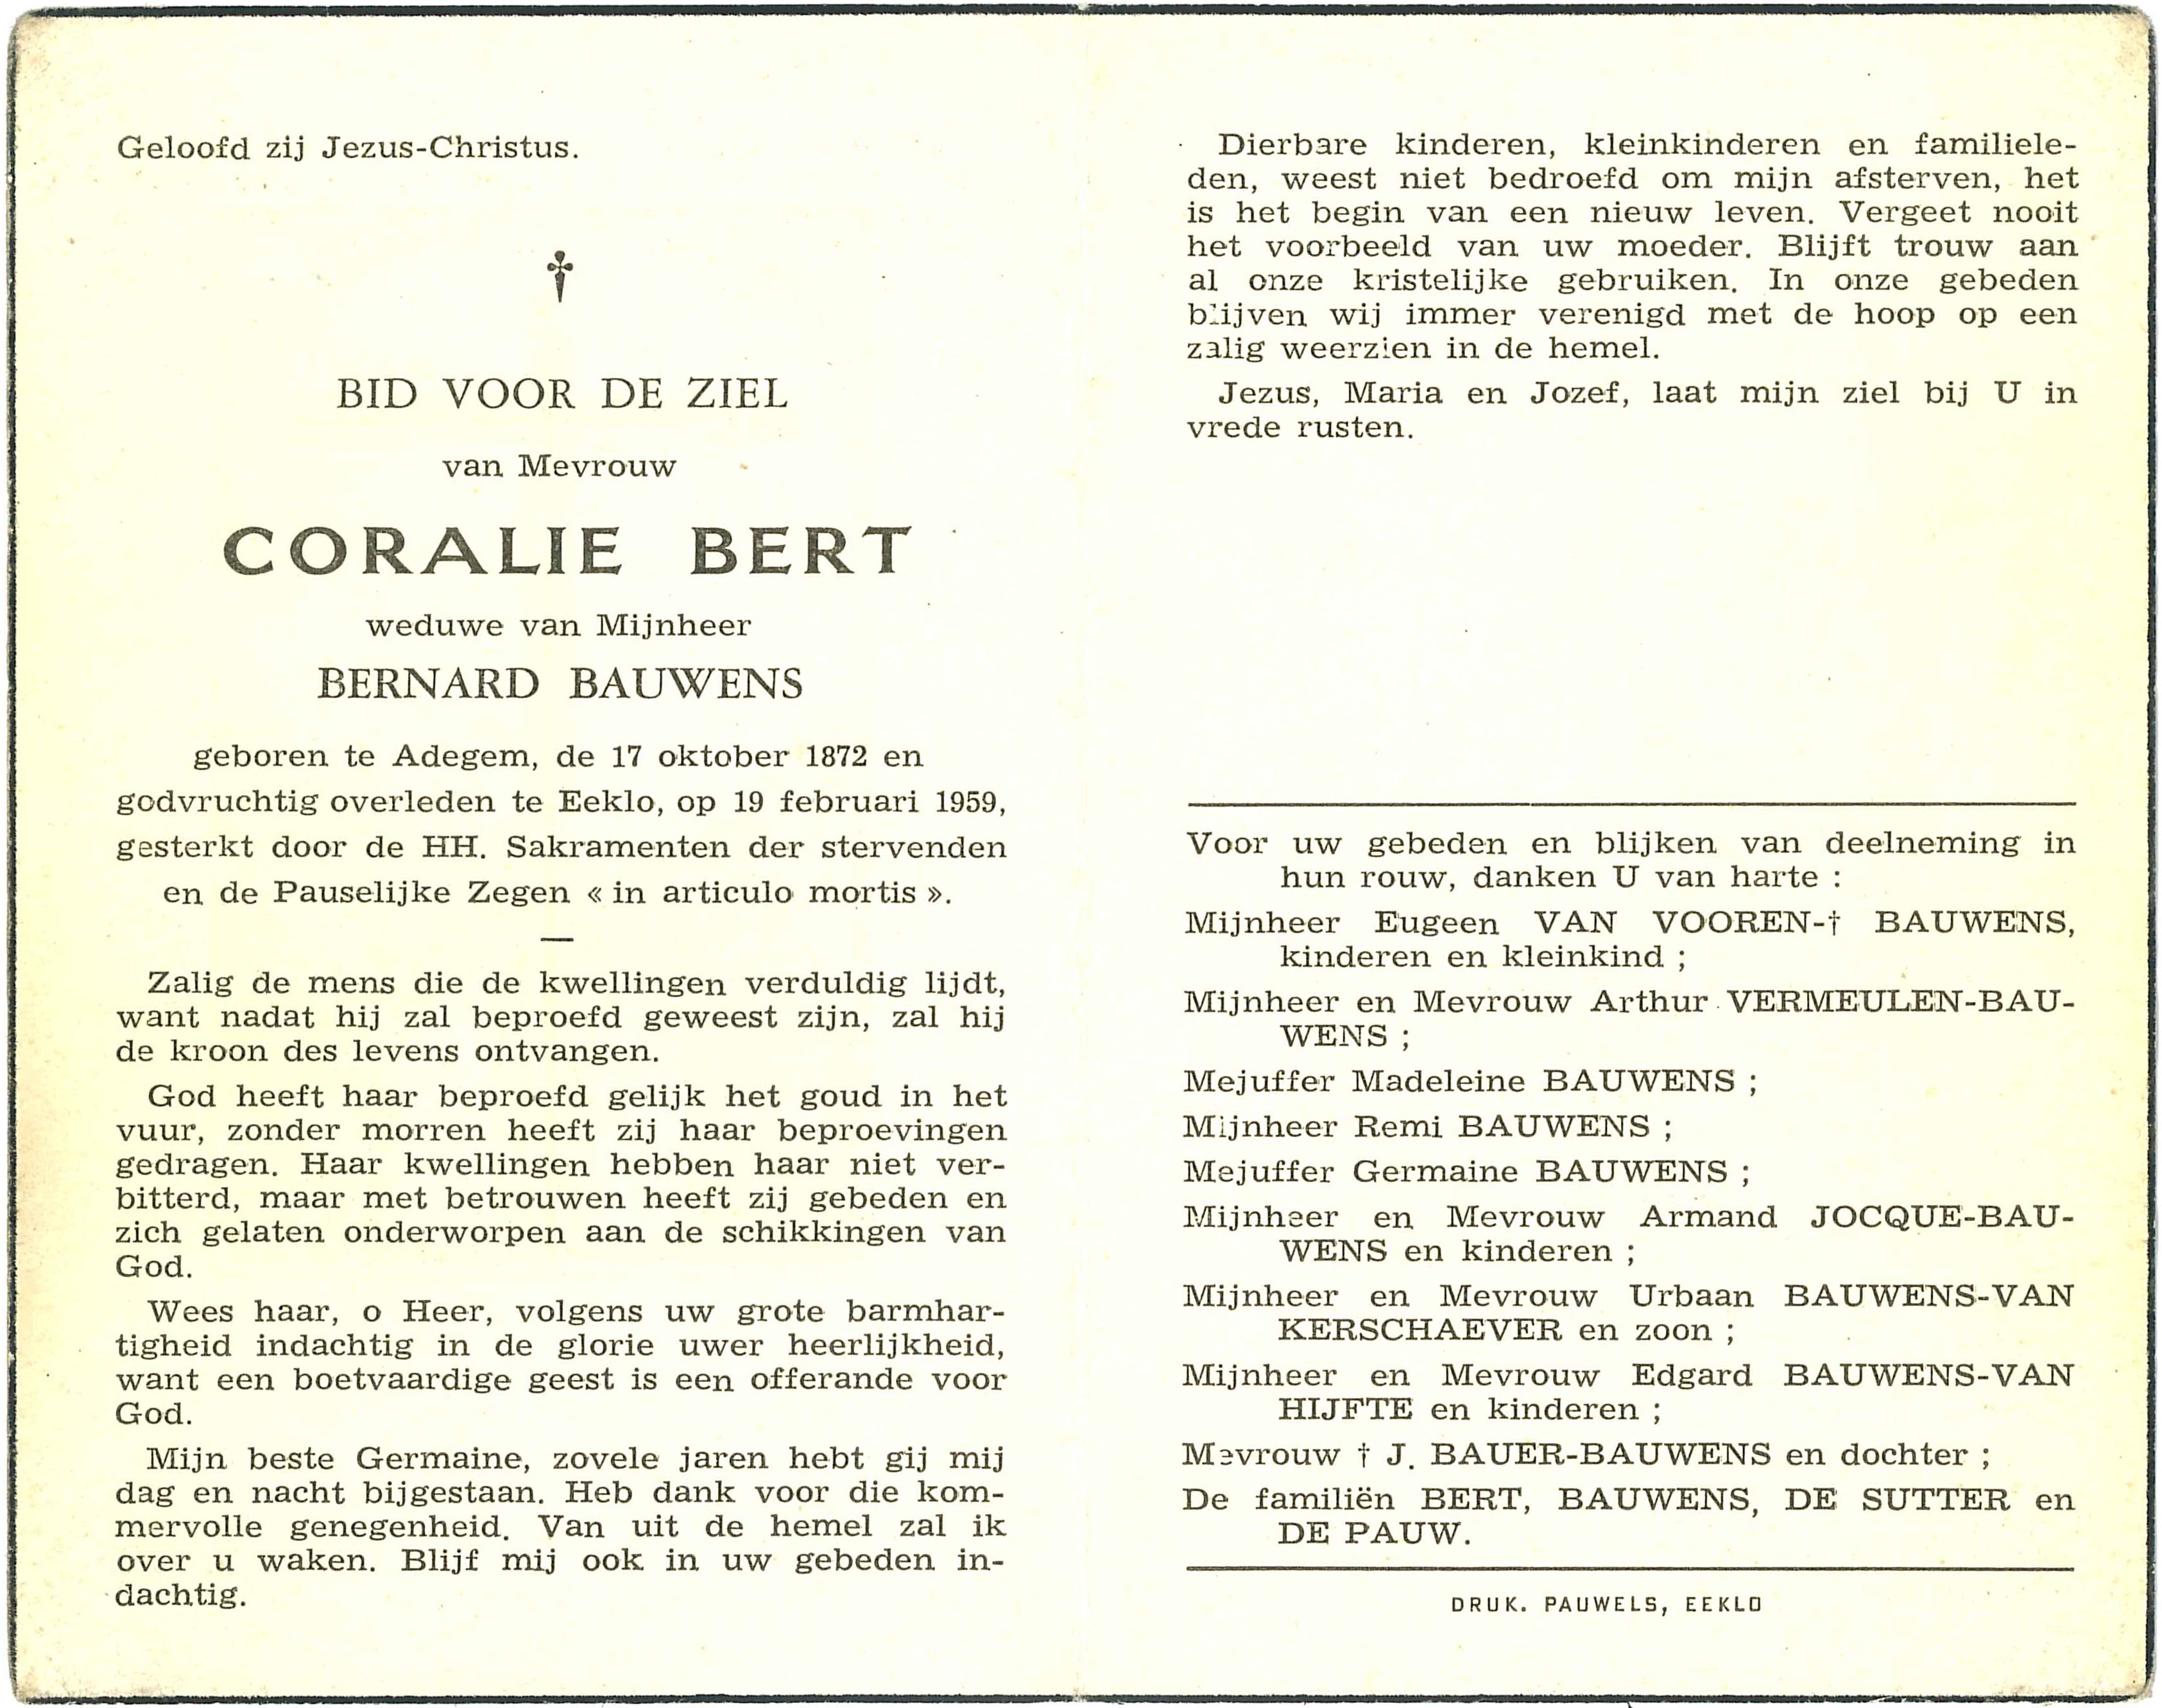 Geloofd zij Jezus-Christus.
†
BID VOOR DE ZIEL
van Mevrouw
CORALIE BERT
weduwe van Mijnheer
BERNARD BAUWENS
geboren te Adegem, de 17 oktober 1872 en
godvruchtig overleden te Eeklo, op 19 februari 1959,
gesterkt door de HH. Sakramenten der stervenden
en de Pauselijke Zegen « in articulo mortis ».
—
Zalig de mens die de kwellingen verduldig lijdt,
want nadat hij zal beproefd geweest zijn, zal hij
de kroon des levens ontvangen.
God heeft haar beproefd gelijk het goud in het
vuur, zonder morren heeft zij haar beproevingen
gedragen. Haar kwellingen hebben haar niet ver-
bitterd, maar met betrouwen heeft zij gebeden en
zich gelaten onderworpen aan de schikkingen van
God.
Wees haar, o Heer, volgens uw grote barmhar-
tigheid indachtig in de glorie uwer heerlijkheid,
want een boetvaardige geest is een offerande voor
God.
Mijn beste Germaine, zovele jaren hebt gij mij
dag en nacht bijgestaan. Heb dank voor die kom-
mervolle genegenheid. Van uit de hemel zal ik
over u waken. Blijf mij ook in uw gebeden in-
dachtig.
Dierbare kinderen, kleinkinderen en familiele-
den, weest niet bedroefd om mijn afsterven, het
is het begin van een nieuw leven. Vergeet nooit
het voorbeeld van uw moeder. Blijft trouw aan
al onze kristelijke gebruiken. In onze gebeden
blijven wij immer verenigd met de hoop op een
zalig weerzien in de hemel.
Jezus, Maria en Jozef, laat mijn ziel bij U in
vrede rusten.
Voor uw gebeden en blijken van deelneming in
hun rouw, danken U van harte :
Mijnheer Eugeen VAN VOOREN-† BAUWENS,
kinderen en kleinkind ;
Mijnheer en Mevrouw Arthur VERMEULEN-BAU-
WENS ;
Mejuffer Madeleine BAUWENS ;
Mijnheer Remi BAUWENS ;
Mejuffer Germaine BAUWENS ;
Mijnheer en Mevrouw Armand JOCQUE-BAU-
WENS en kinderen ;
Mijnheer en Mevrouw Urbaan BAUWENS-VAN
KERSCHAEVER en zoon ;
Mijnheer en Mevrouw Edgard BAUWENS-VAN
HIJFTE en kinderen ;
Mevrouw † J. BAUER-BAUWENS en dochter ;
De familiën BERT, BAUWENS, DE SUTTER en
DE PAUW.
DRUK. PAUWELS, EEKLO